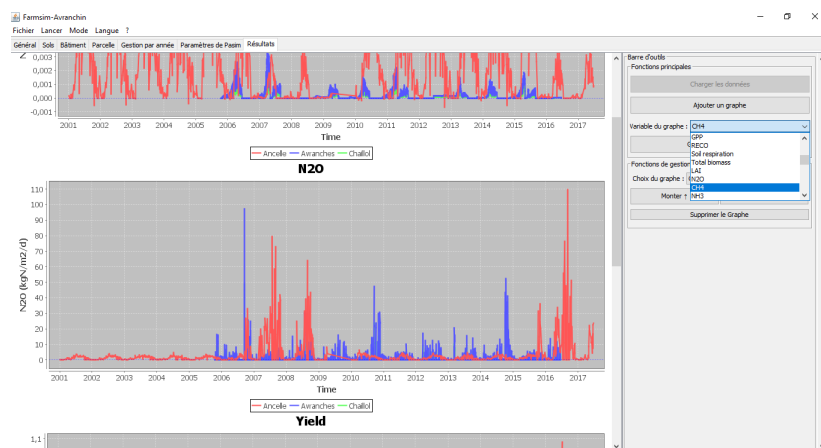 Farmsim-Avranchin
Fichier Lancer Mode Langue ?
Général Sols Bâtiment Parcelle Gestion par année Paramètres de Pasim Résultats
0,003
0,002
0,001
0,000
-0,001
2001 2002 2003 2004 2005 2006 2007 2008 2009 2010 2011 2012 2013 2014 2015 2016 2017
Time
Ancelle Avranches Challol
N2O
N2O (kgN/m2/d)
110
100
90
80
70
60
50
40
30
20
10
0
2001 2002 2003 2004 2005 2006 2007 2008 2009 2010 2011 2012 2013 2014 2015 2016 2017
Time
Ancelle Avranches Challol
Yield
1,1
Barre d'outils
Fonctions principales
Charger les données
Ajouter un graphe
Variable du graphe : CH4
GPP
RECO
Soil respiration
Total biomass
LAI
N2O
CH4
NH3
Fonctions de gestion
Choix du graphe :
Monter ↑
Supprimer le Graphe